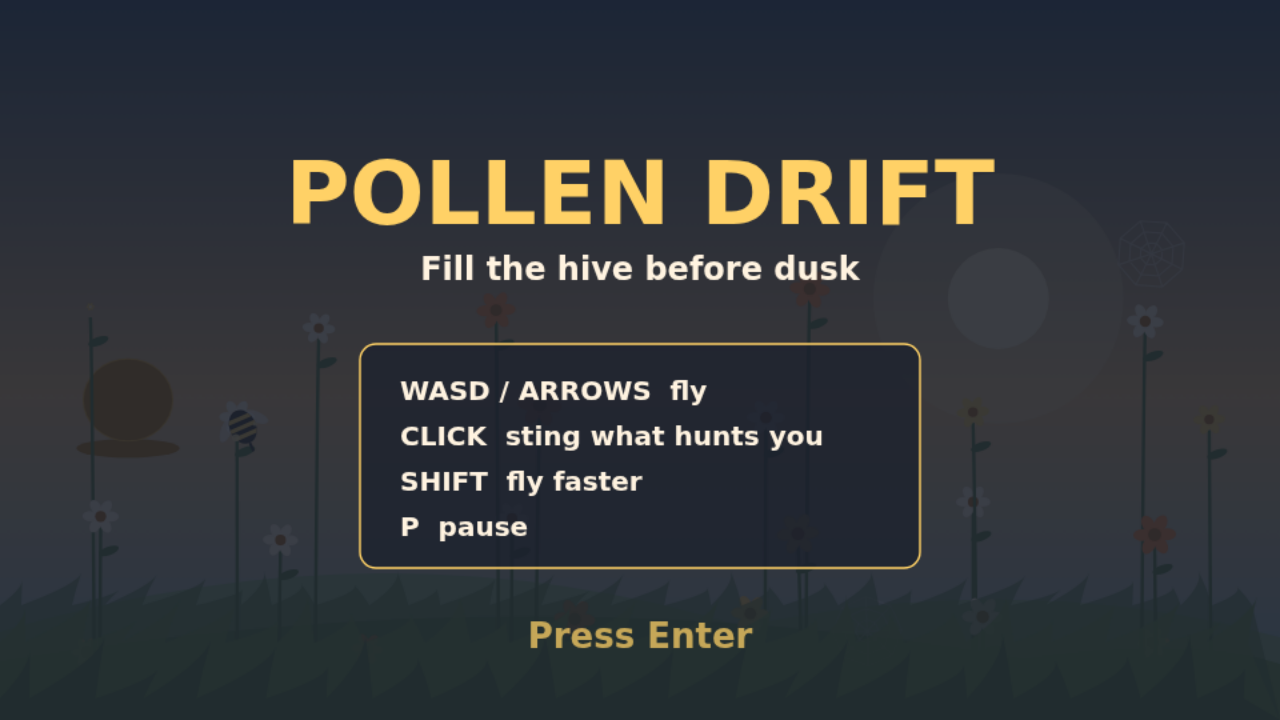 POLLEN DRIFT
Fill the hive before dusk
WASD / ARROWS fly
CLICK sting what hunts you
SHIFT fly faster
P pause
Press Enter